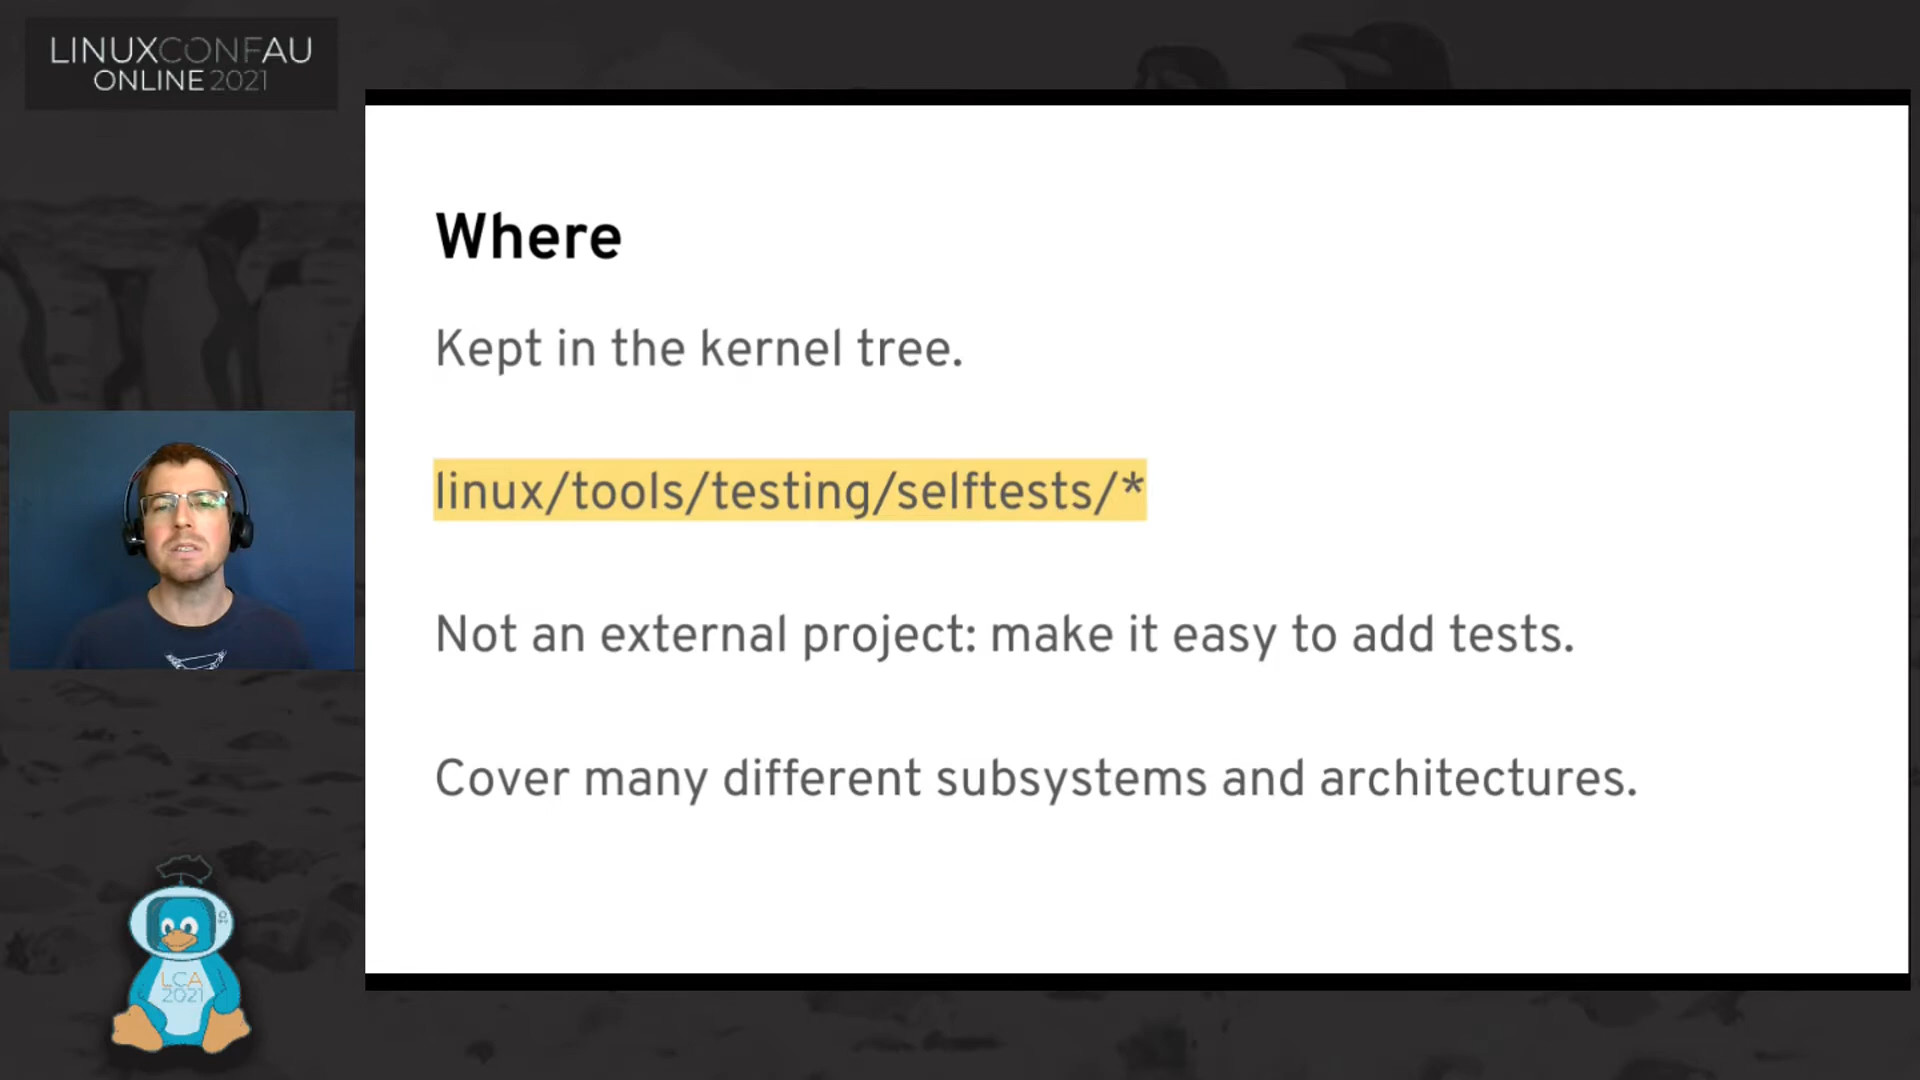 LINUXCONFAU
ONLINE 2021
Where
Kept in the kernel tree.
linux/tools/testing/selftests/*
Not an external project: make it easy to add tests.
Cover many different subsystems and architectures.
LCA
2021